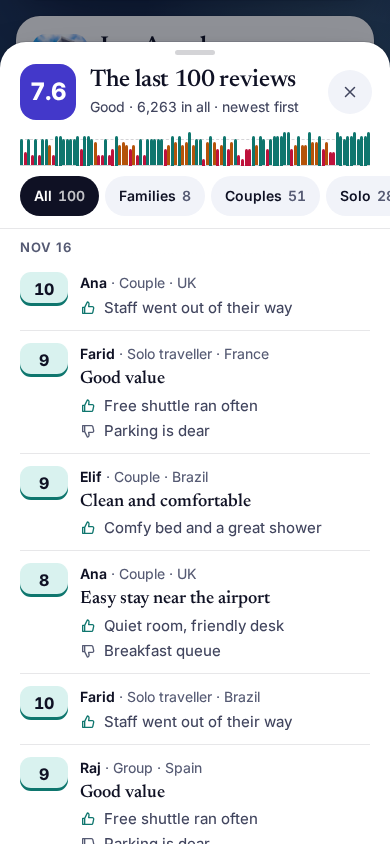 7.6
The last 100 reviews
Good · 6,263 in all · newest first
All 100
Families 8
Couples 51
Solo 28
NOV 16
10
Ana · Couple · UK
Staff went out of their way
9
Farid · Solo traveller · France
Good value
Free shuttle ran often
Parking is dear
9
Elif · Couple · Brazil
Clean and comfortable
Comfy bed and a great shower
8
Ana · Couple · UK
Easy stay near the airport
Quiet room, friendly desk
Breakfast queue
10
Farid · Solo traveller · Brazil
Staff went out of their way
9
Raj · Group · Spain
Good value
Free shuttle ran often
Parking is dear